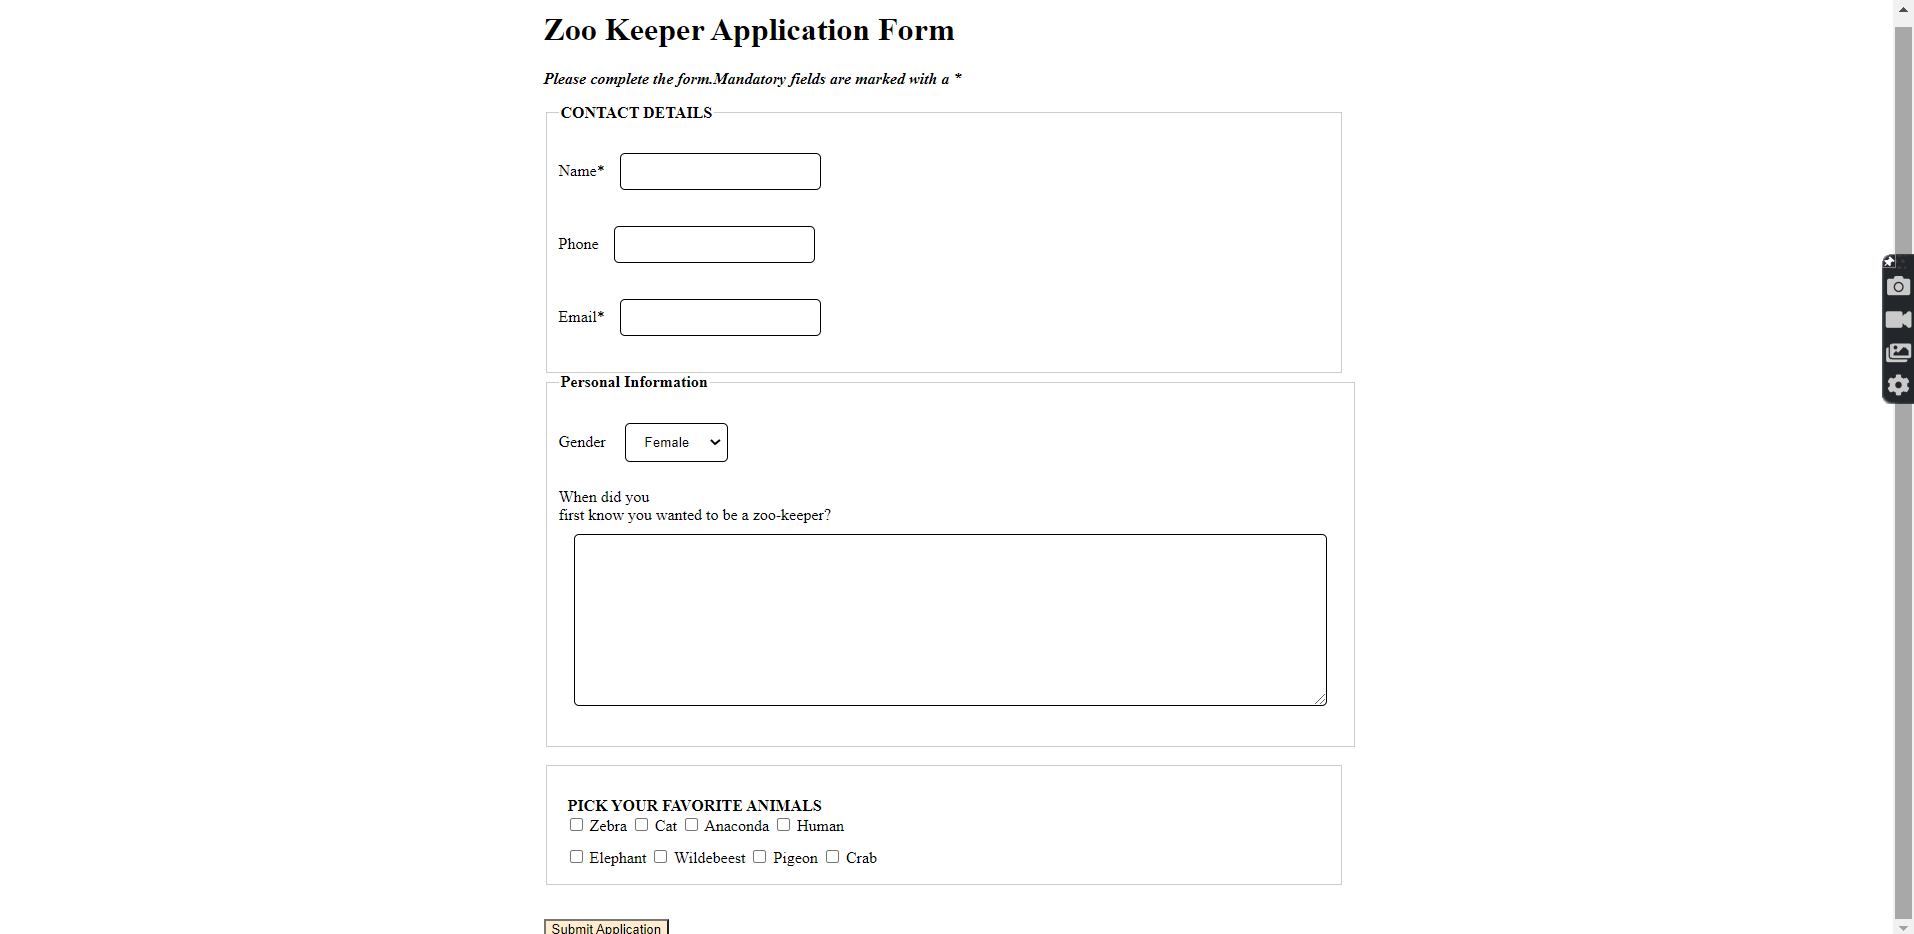 Zoo Keeper Application Form
Please complete the form.Mandatory fields are marked with a *
CONTACT DETAILS
Name*
Phone
Email*
Personal Information
Gender Female
When did you
first know you wanted to be a zoo-keeper?
PICK YOUR FAVORITE ANIMALS
Zebra Cat Anaconda Human
Elephant Wildebeest Pigeon Crab
Submit Application